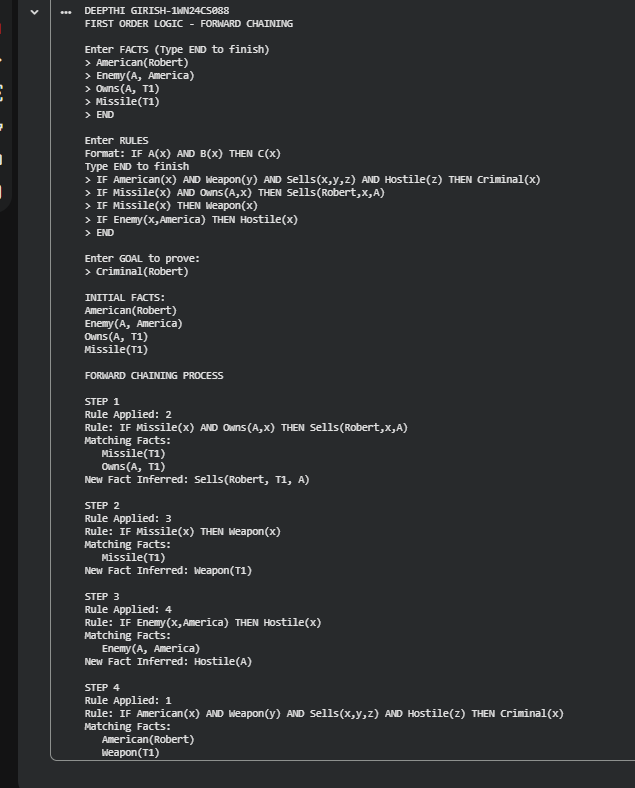 DEEPTHI GIRISH-1WN24CS088
FIRST ORDER LOGIC - FORWARD CHAINING
Enter FACTS (Type END to finish)
> American(Robert)
> Enemy(A, America)
> Owns(A, T1)
> Missile(T1)
> END
Enter RULES
Format: IF A(x) AND B(x) THEN C(x)
Type END to finish
> IF American(x) AND Weapon(y) AND Sells(x,y,z) AND Hostile(z) THEN Criminal(x)
> IF Missile(x) AND Owns(A,x) THEN Sells(Robert,x,A)
> IF Missile(x) THEN Weapon(x)
> IF Enemy(x,America) THEN Hostile(x)
> END
Enter GOAL to prove:
> Criminal(Robert)
INITIAL FACTS:
American(Robert)
Enemy(A, America)
Owns(A, T1)
Missile(T1)
FORWARD CHAINING PROCESS
STEP 1
Rule Applied: 2
Rule: IF Missile(x) AND Owns(A,x) THEN Sells(Robert,x,A)
Matching Facts:
Missile(T1)
Owns(A, T1)
New Fact Inferred: Sells(Robert, T1, A)
STEP 2
Rule Applied: 3
Rule: IF Missile(x) THEN Weapon(x)
Matching Facts:
Missile(T1)
New Fact Inferred: Weapon(T1)
STEP 3
Rule Applied: 4
Rule: IF Enemy(x,America) THEN Hostile(x)
Matching Facts:
Enemy(A, America)
New Fact Inferred: Hostile(A)
STEP 4
Rule Applied: 1
Rule: IF American(x) AND Weapon(y) AND Sells(x,y,z) AND Hostile(z) THEN Criminal(x)
Matching Facts:
American(Robert)
Weapon(T1)